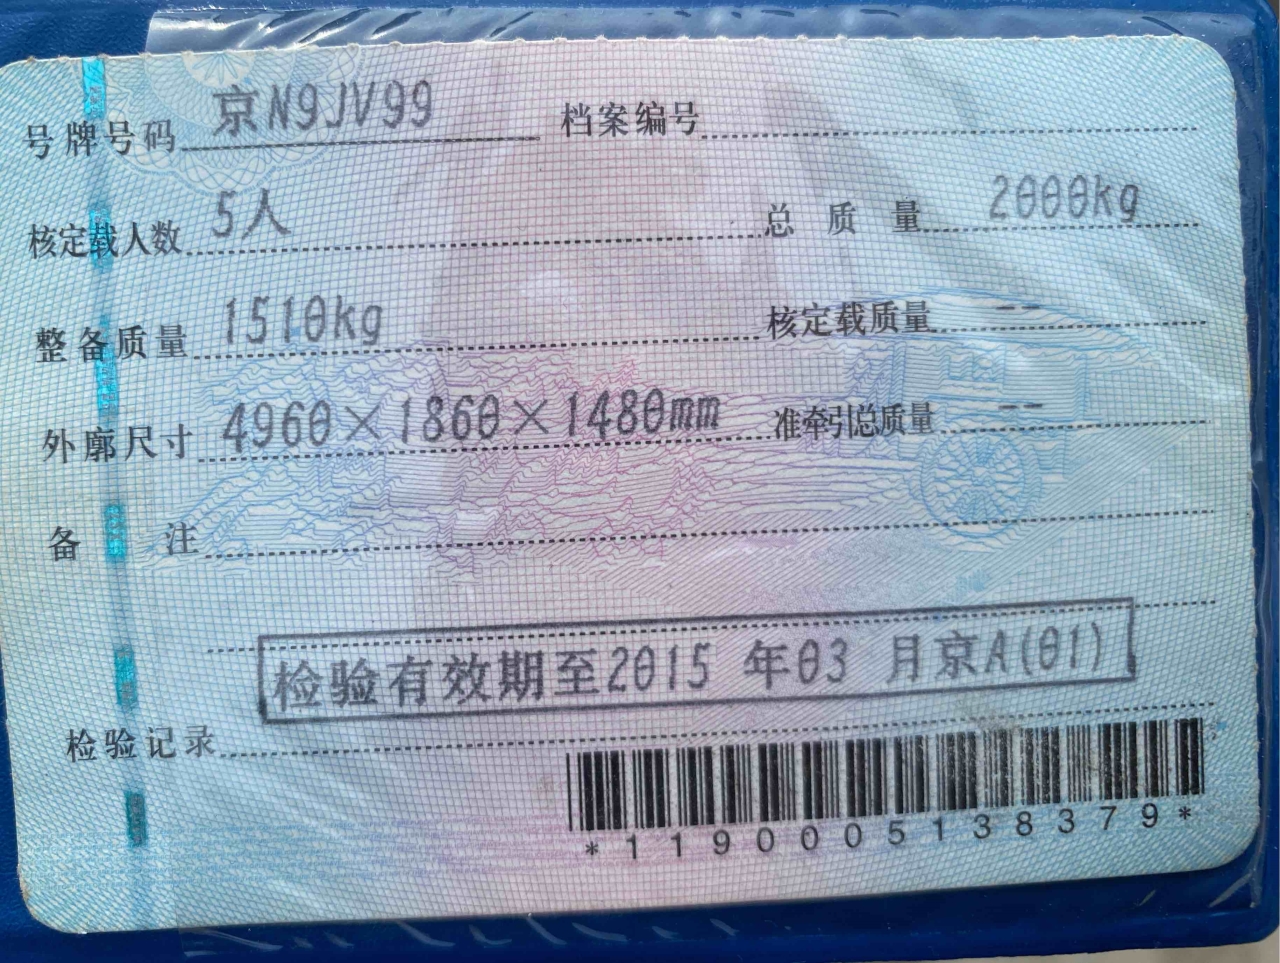 号牌号码 京N9JV99 档案编号
核定载人数 5人 总质量 2000kg
整备质量 1510kg 核定载质量 --
外廓尺寸 4960×1860×1480mm 准牵引总质量 --
备注
检验有效期至2015 年03 月京A(01)
检验记录
*1190005138379*